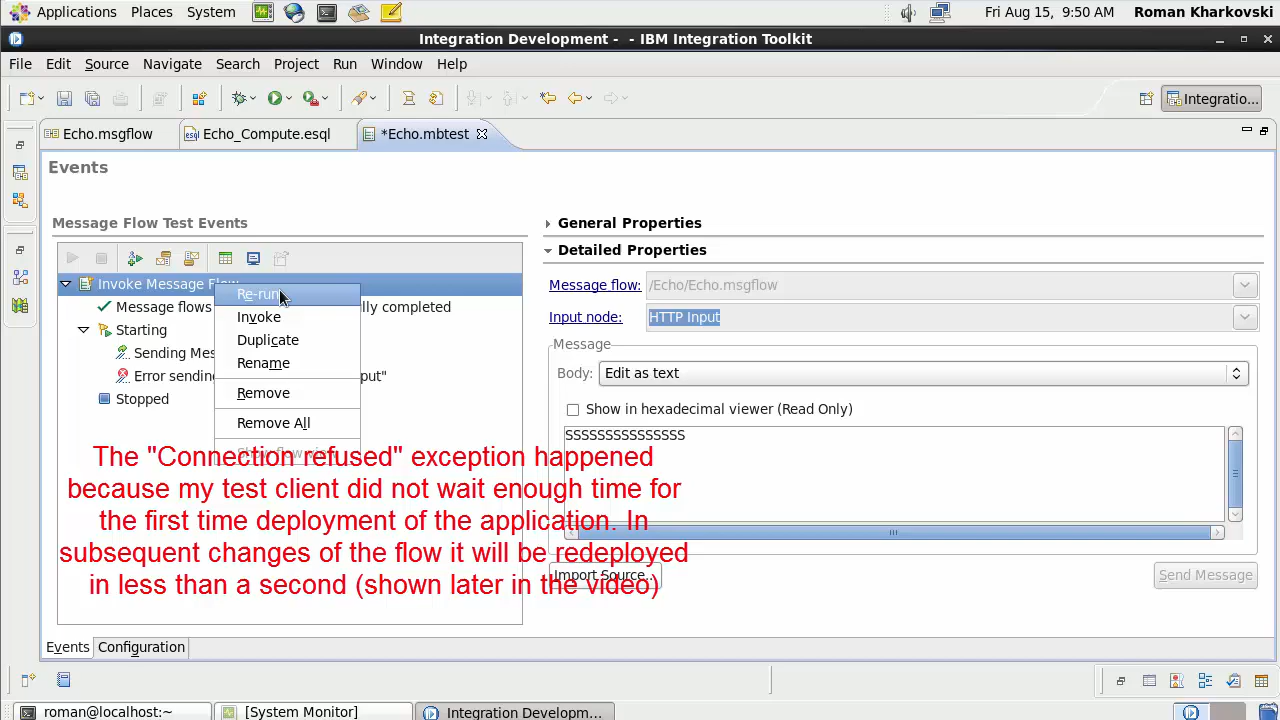 Applications Places System Fri Aug 15, 9:50 AM Roman Kharkovski
Integration Development - - IBM Integration Toolkit
File Edit Source Navigate Search Project Run Window Help
Integratio...
Echo.msgflow Echo_Compute.esql *Echo.mbtest
Events
Message Flow Test Events
Invoke Message Flow
Message flows lly completed
Starting
Sending Mes
Error sending put"
Stopped
Re-run
Invoke
Duplicate
Rename
Remove
Remove All
The "Connection refused" exception happened
because my test client did not wait enough time for
the first time deployment of the application. In
subsequent changes of the flow it will be redeployed
in less than a second (shown later in the video)
General Properties
Detailed Properties
Message flow: /Echo/Echo.msgflow
Input node: HTTP Input
Message
Body: Edit as text
Show in hexadecimal viewer (Read Only)
SSSSSSSSSSSSSSS
Import Source... Send Message
Events Configuration
roman@localhost:~ [System Monitor] Integration Developm...